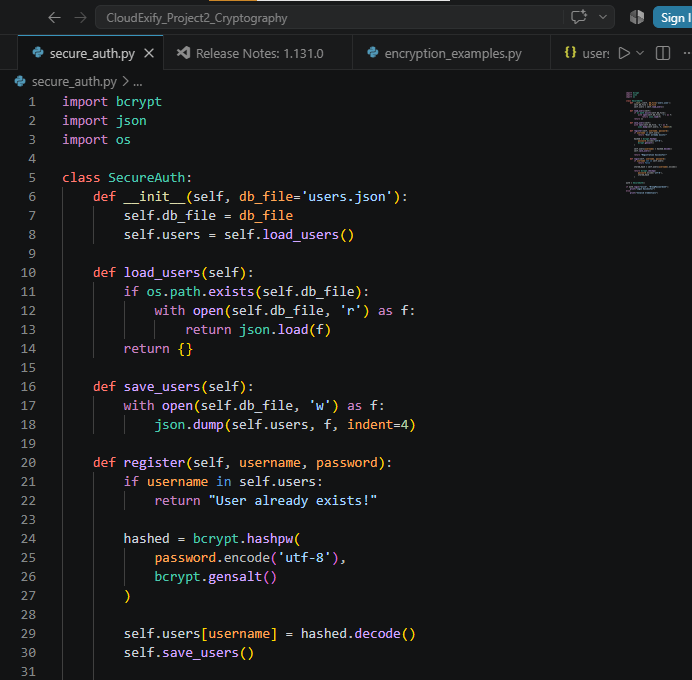 CloudExify_Project2_Cryptography
Sign I
secure_auth.py
Release Notes: 1.131.0
encryption_examples.py
{} users
secure_auth.py > ...
1 import bcrypt
2 import json
3 import os
4
5 class SecureAuth:
6 def __init__(self, db_file='users.json'):
7 self.db_file = db_file
8 self.users = self.load_users()
9
10 def load_users(self):
11 if os.path.exists(self.db_file):
12 with open(self.db_file, 'r') as f:
13 return json.load(f)
14 return {}
15
16 def save_users(self):
17 with open(self.db_file, 'w') as f:
18 json.dump(self.users, f, indent=4)
19
20 def register(self, username, password):
21 if username in self.users:
22 return "User already exists!"
23
24 hashed = bcrypt.hashpw(
25 password.encode('utf-8'),
26 bcrypt.gensalt()
27 )
28
29 self.users[username] = hashed.decode()
30 self.save_users()
31